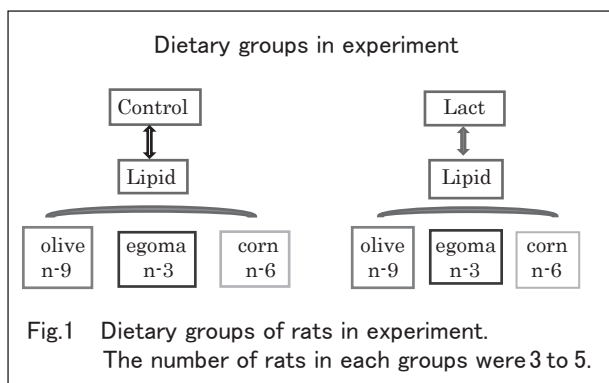 Dietary groups in experiment
Control
Lact
Lipid
Lipid
olive
n-9
egoma
n-3
corn
n-6
olive
n-9
egoma
n-3
corn
n-6
Fig.1 Dietary groups of rats in experiment.
The number of rats in each groups were 3 to 5.